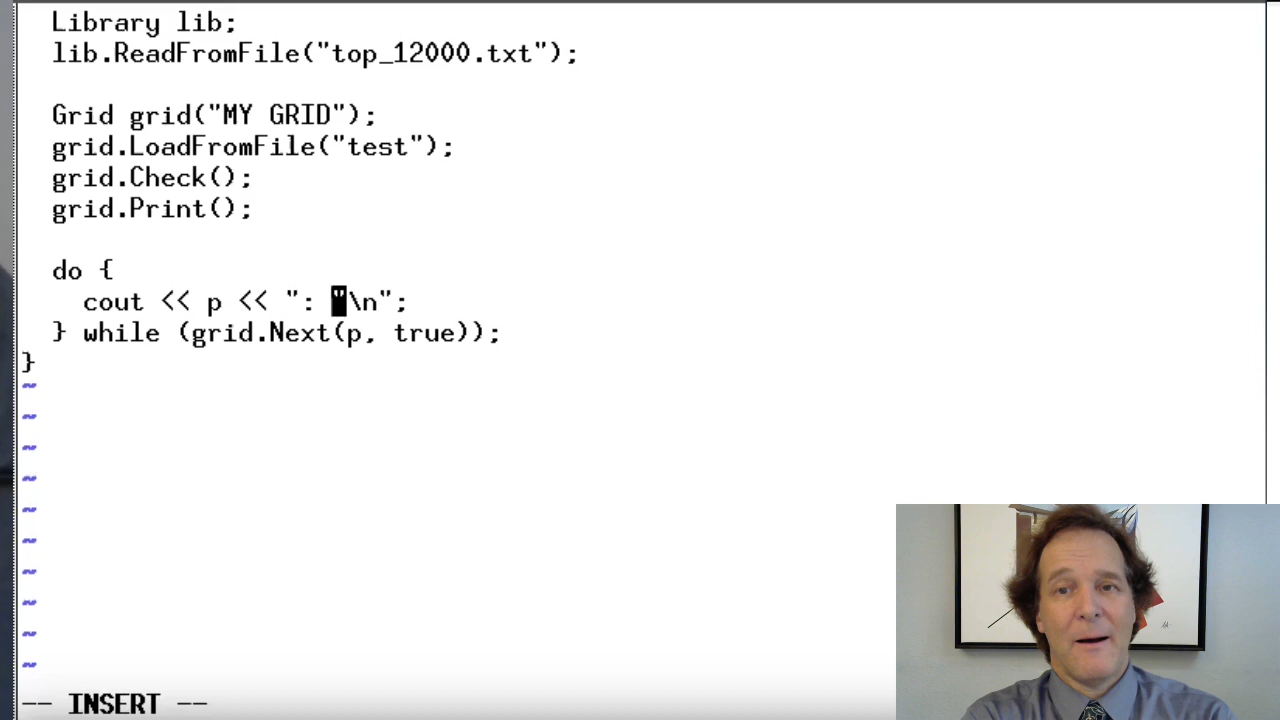 Library lib;
lib.ReadFromFile("top_12000.txt");
Grid grid("MY GRID");
grid.LoadFromFile("test");
grid.Check();
grid.Print();
do {
cout << p << ": "\n";
} while (grid.Next(p, true));
}
~
~
~
~
~
~
~
~
~
~
-- INSERT --